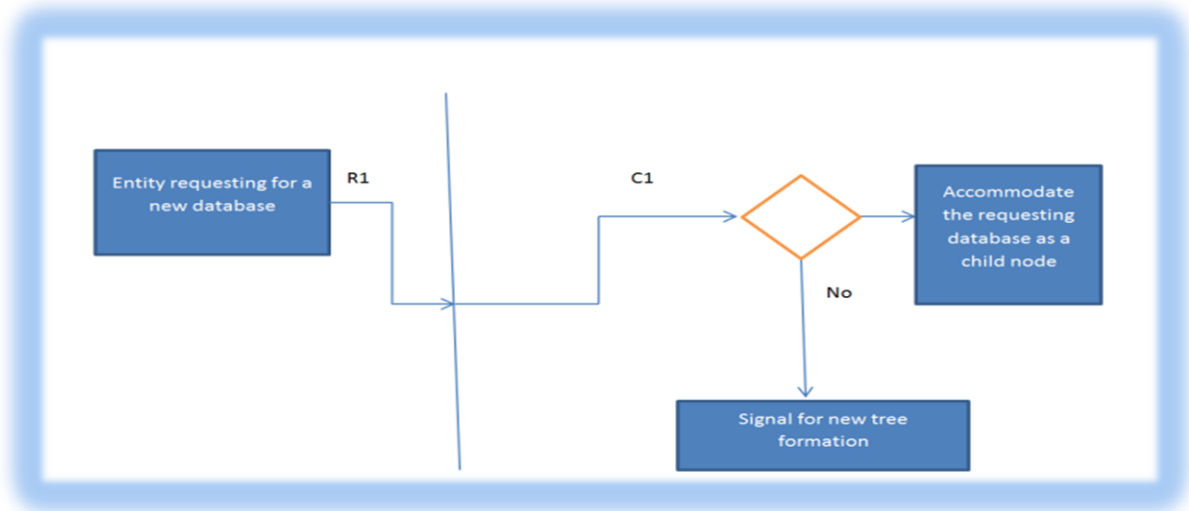 Entity requesting for a
new database
R1
C1
Accommodate
the requesting
database as a
child node
No
Signal for new tree
formation